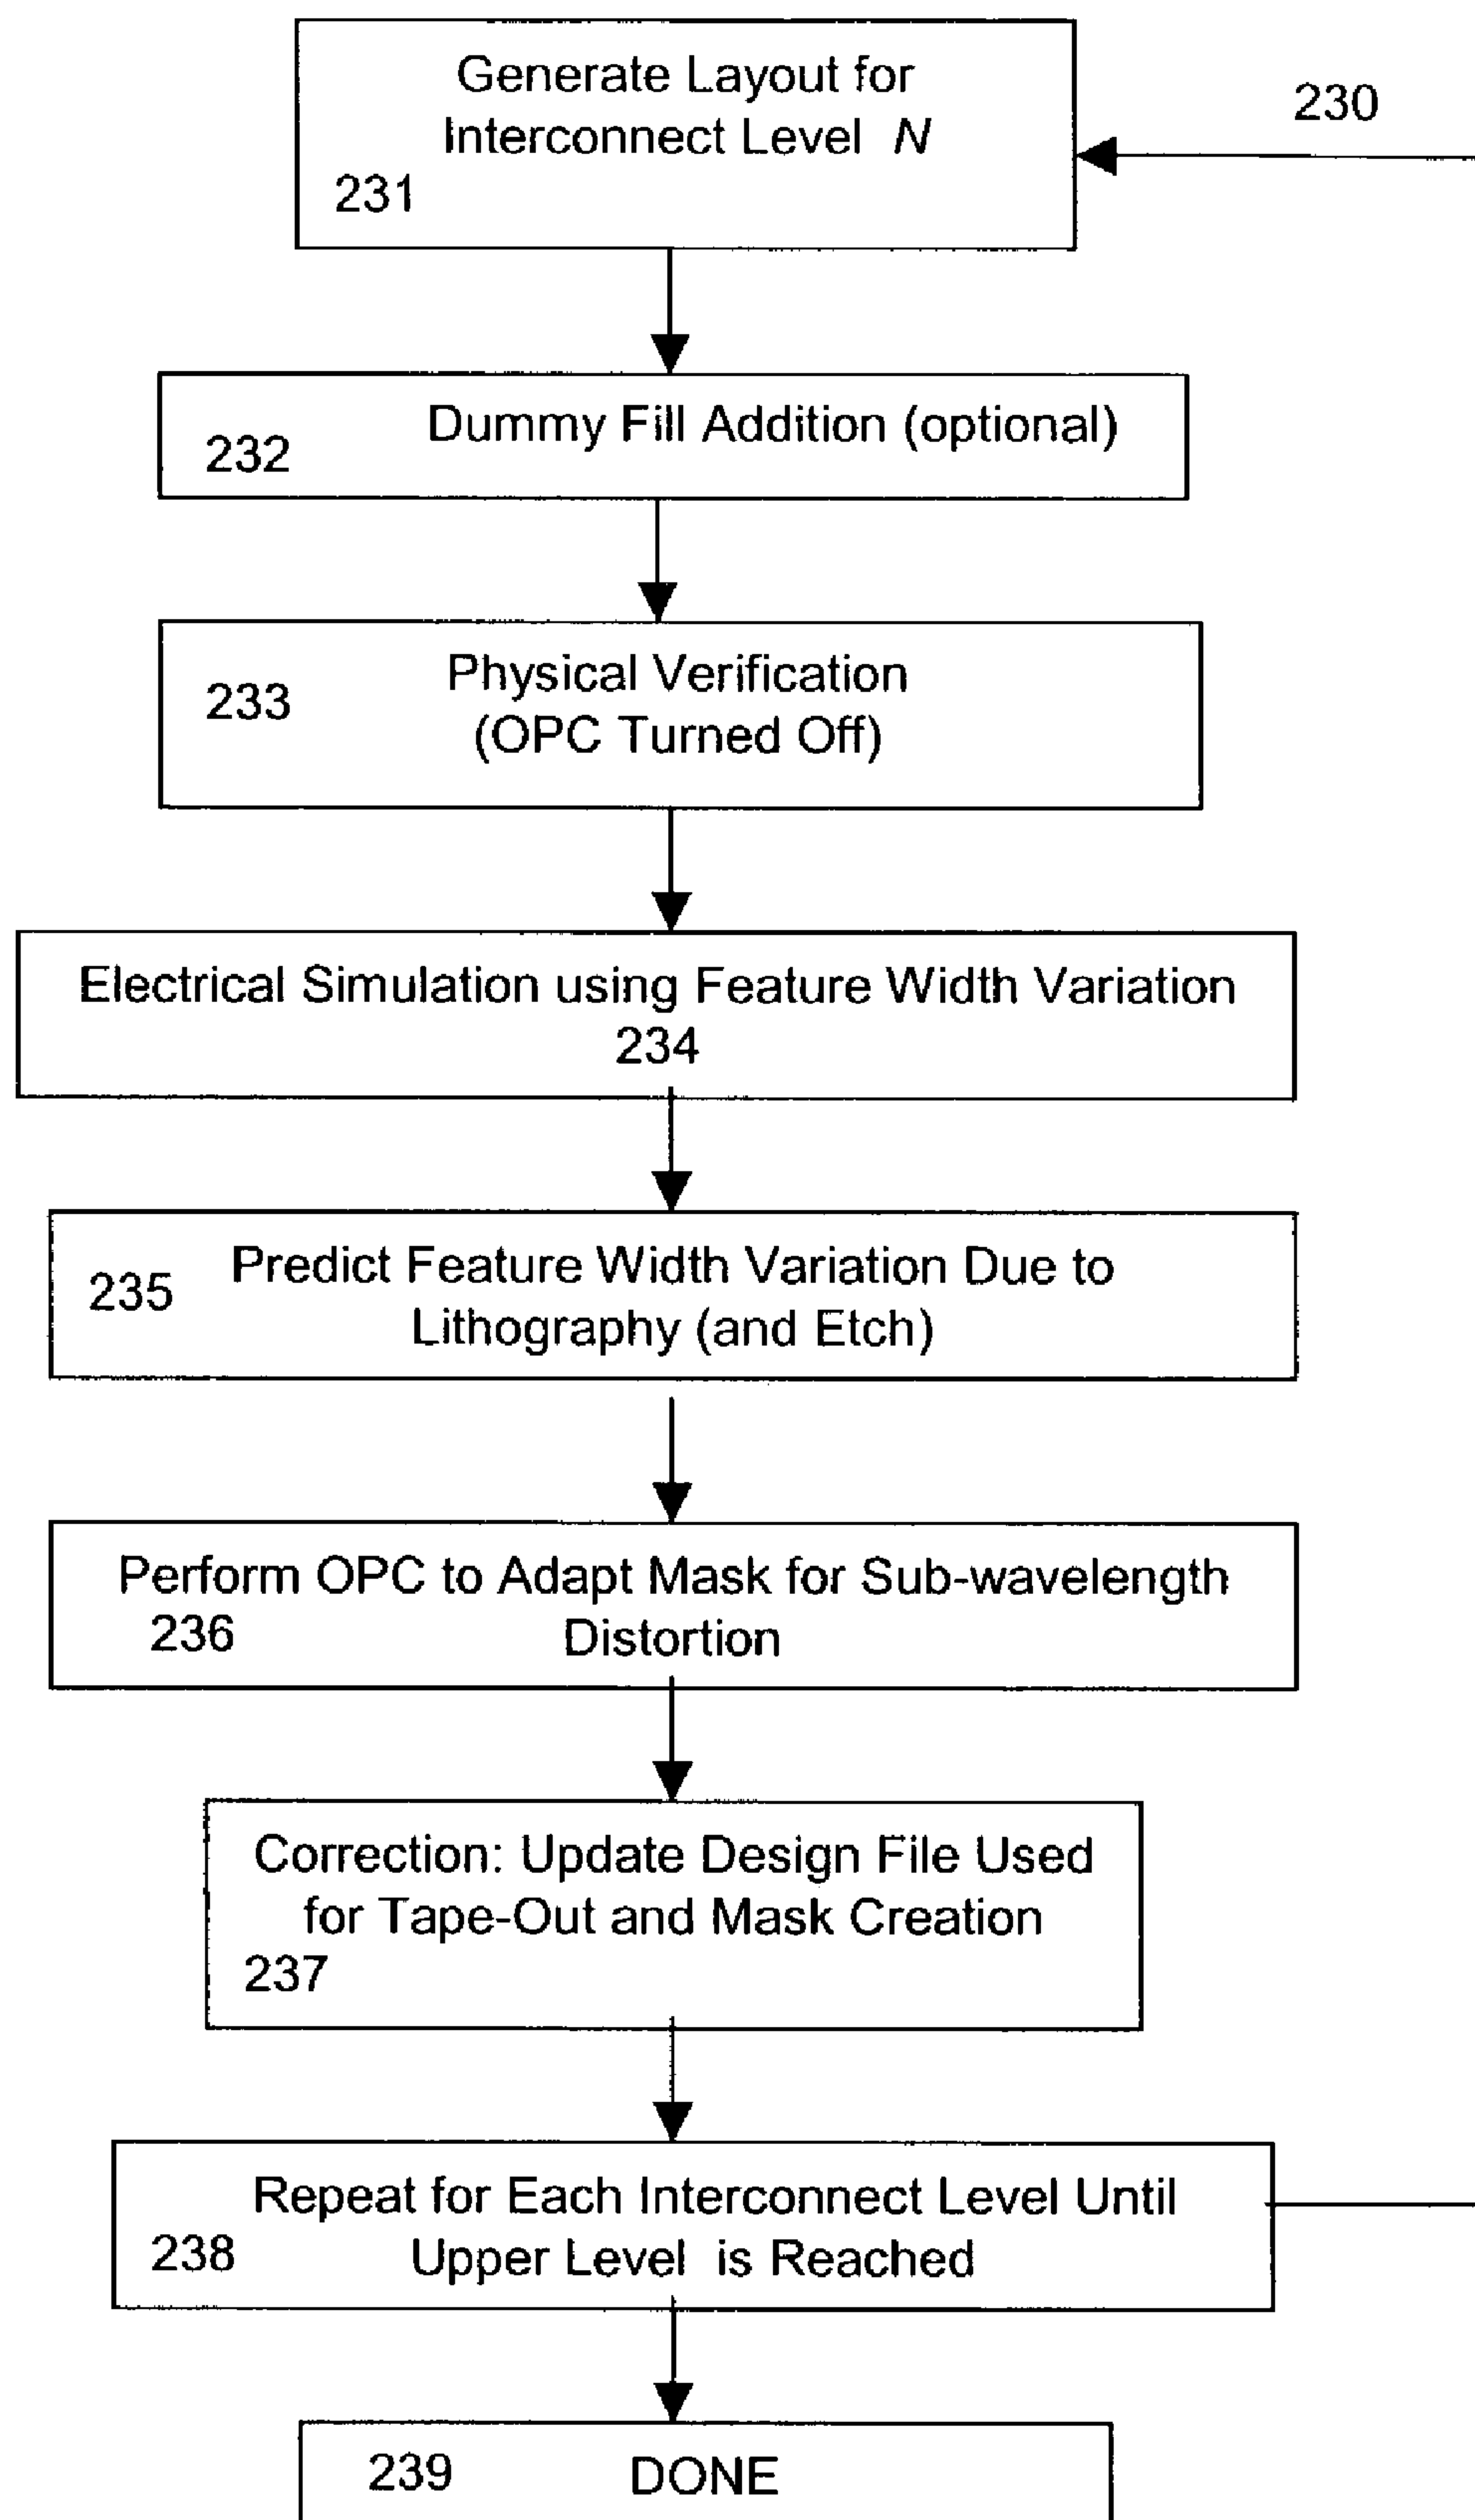 Generate Layout for
Interconnect Level N
231
230
232 Dummy Fill Addition (optional)
233 Physical Verification
(OPC Turned Off)
Electrical Simulation using Feature Width Variation
234
235 Predict Feature Width Variation Due to
Lithography (and Etch)
Perform OPC to Adapt Mask for Sub-wavelength
236 Distortion
Correction: Update Design File Used
for Tape-Out and Mask Creation
237
Repeat for Each Interconnect Level Until
238 Upper Level is Reached
239 DONE